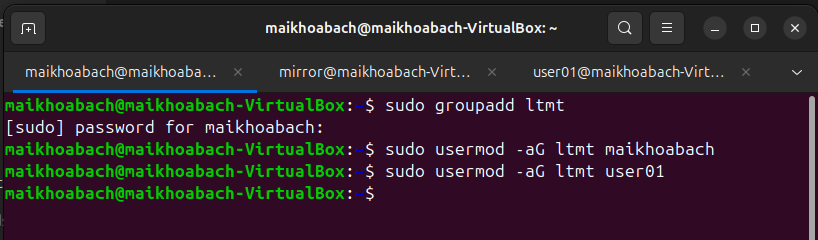 maikhoabach@maikhoabach-VirtualBox: ~
maikhoabach@maikhoaba... mirror@maikhoabach-Virt... user01@maikhoabach-Virt...
maikhoabach@maikhoabach-VirtualBox:~$ sudo groupadd ltmt
[sudo] password for maikhoabach:
maikhoabach@maikhoabach-VirtualBox:~$ sudo usermod -aG ltmt maikhoabach
maikhoabach@maikhoabach-VirtualBox:~$ sudo usermod -aG ltmt user01
maikhoabach@maikhoabach-VirtualBox:~$